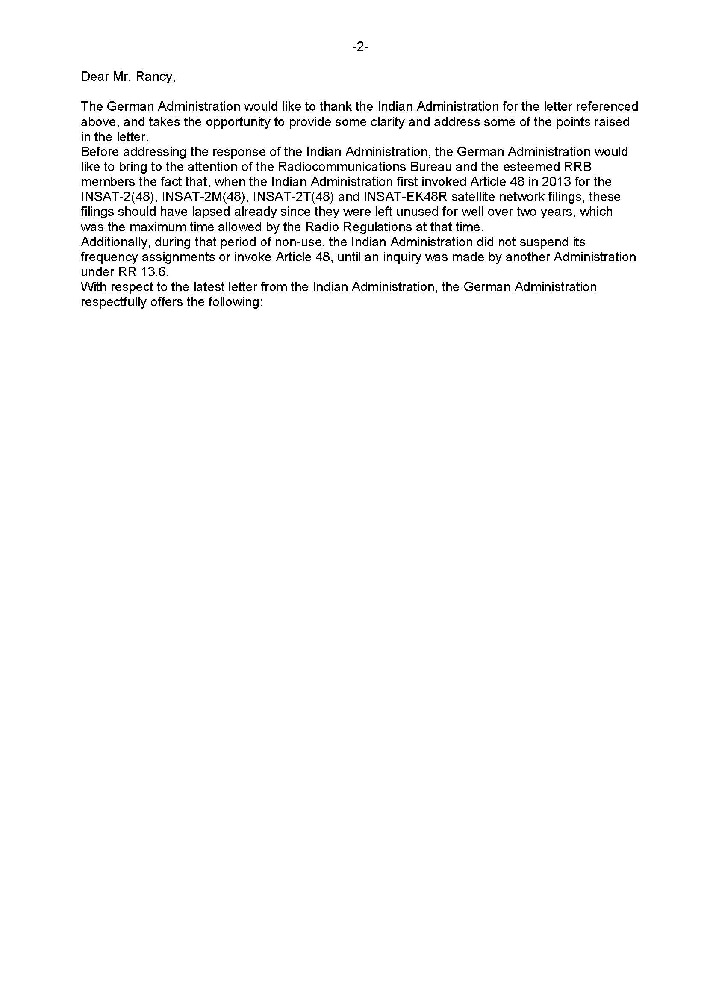 -2-
Dear Mr. Rancy,
The German Administration would like to thank the Indian Administration for the letter referenced
above, and takes the opportunity to provide some clarity and address some of the points raised
in the letter.
Before addressing the response of the Indian Administration, the German Administration would
like to bring to the attention of the Radiocommunications Bureau and the esteemed RRB
members the fact that, when the Indian Administration first invoked Article 48 in 2013 for the
INSAT-2(48), INSAT-2M(48), INSAT-2T(48) and INSAT-EK48R satellite network filings, these
filings should have lapsed already since they were left unused for well over two years, which
was the maximum time allowed by the Radio Regulations at that time.
Additionally, during that period of non-use, the Indian Administration did not suspend its
frequency assignments or invoke Article 48, until an inquiry was made by another Administration
under RR 13.6.
With respect to the latest letter from the Indian Administration, the German Administration
respectfully offers the following: